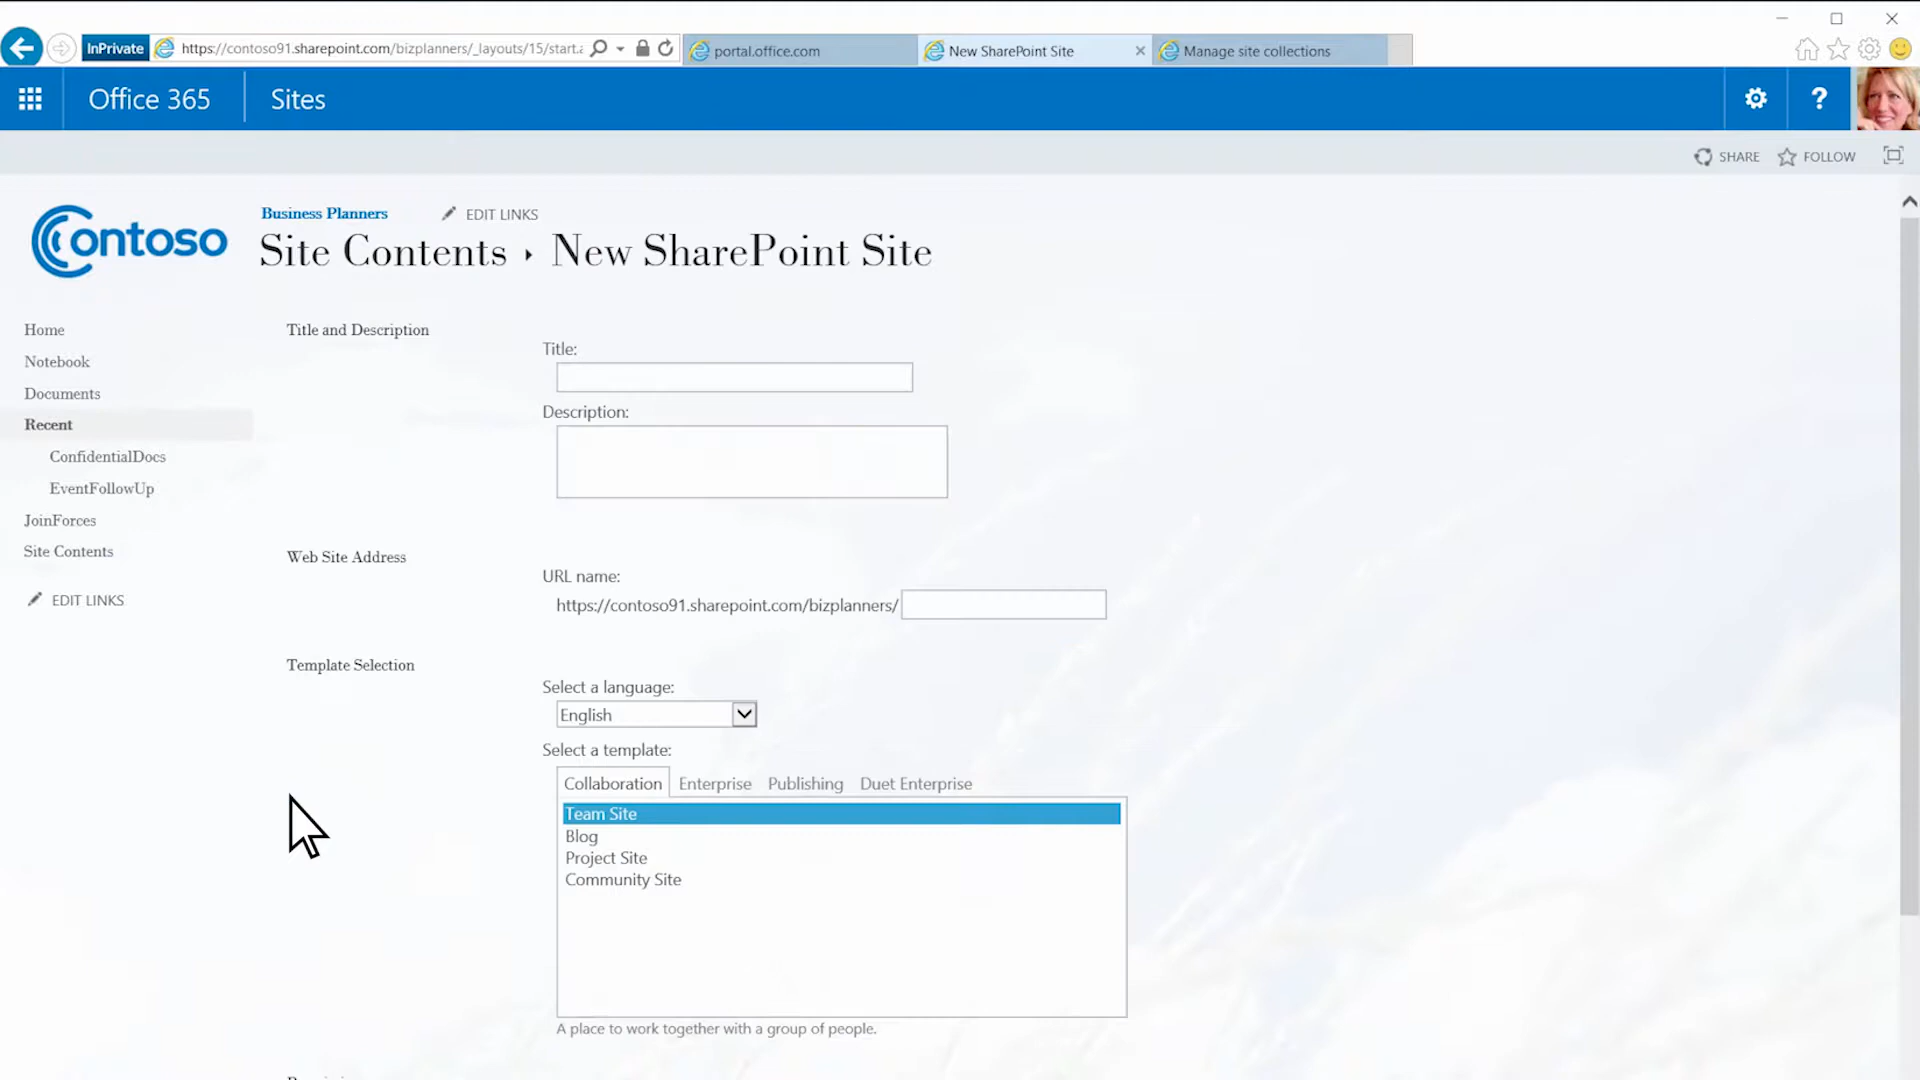 InPrivate
https://contoso91.sharepoint.com/bizplanners/_layouts/15/start.a
portal.office.com
New SharePoint Site
Manage site collections
Office 365
Sites
?
SHARE
FOLLOW
Contoso
Business Planners
EDIT LINKS
Site Contents ▸ New SharePoint Site
Home
Notebook
Documents
Recent
ConfidentialDocs
EventFollowUp
JoinForces
Site Contents
EDIT LINKS
Title and Description
Title:
Description:
Web Site Address
URL name:
https://contoso91.sharepoint.com/bizplanners/
Template Selection
Select a language:
English
Select a template:
Collaboration Enterprise Publishing Duet Enterprise
Team Site
Blog
Project Site
Community Site
A place to work together with a group of people.